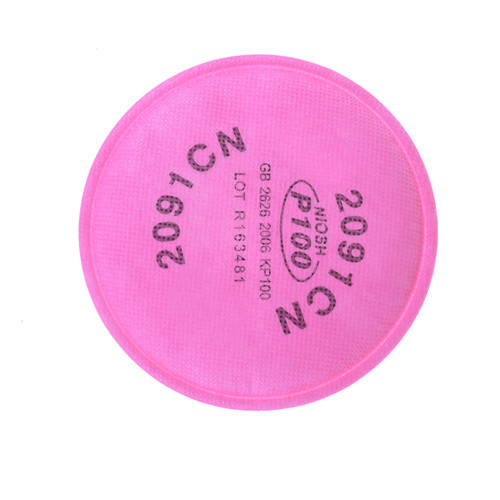 2091CN
NIOSH
P100
GB 2626 2006 KP100
LOT R163481
2091CN